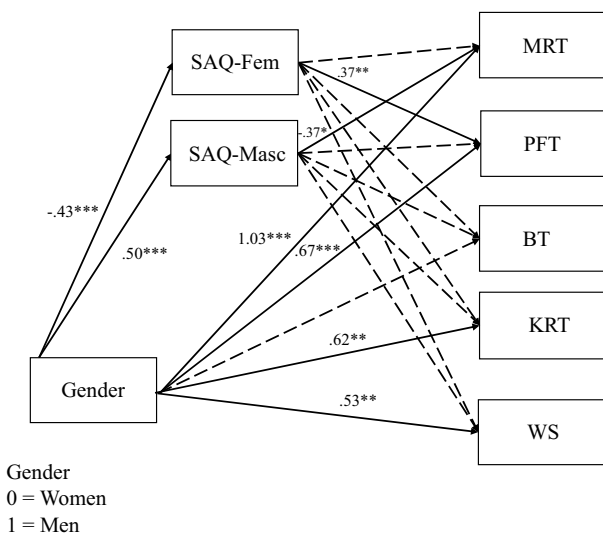 SAQ-Fem
MRT
.37**
SAQ-Masc
-.37*
PFT
-.43***
.50***
1.03***
.67***
BT
.62**
KRT
Gender
.53**
WS
Gender
0 = Women
1 = Men